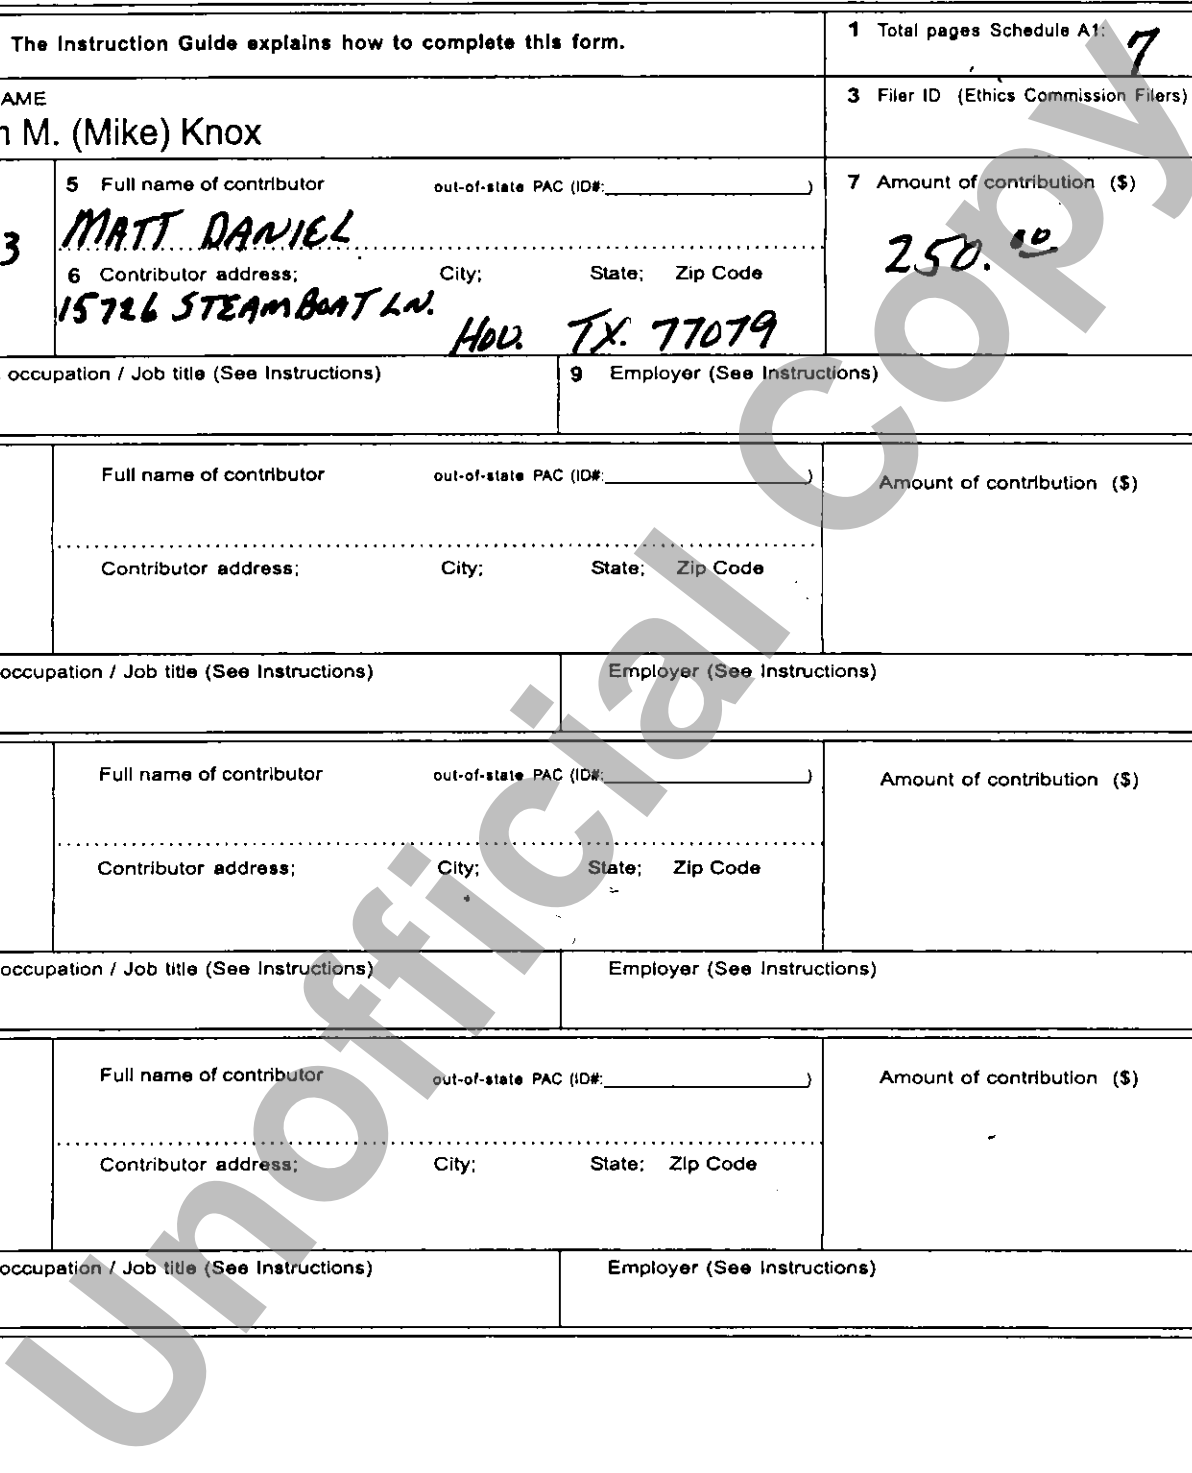 The Instruction Guide explains how to complete this form.
1 Total pages Schedule A1: 7
AME
3 Filer ID (Ethics Commission Filers)
M. (Mike) Knox
5 Full name of contributor out-of-state PAC (ID#: )
7 Amount of contribution ($)
MATT DANIEL
3
250.00
6 Contributor address; City; State; Zip Code
15726 STEAMBOAT LN.
HOU. TX. 77079
occupation / Job title (See Instructions)
9 Employer (See Instructions)
Full name of contributor out-of-state PAC (ID#: )
Amount of contribution ($)
Contributor address; City; State; Zip Code
occupation / Job title (See Instructions)
Employer (See Instructions)
Full name of contributor out-of-state PAC (ID#: )
Amount of contribution ($)
Contributor address; City; State; Zip Code
occupation / Job title (See Instructions)
Employer (See Instructions)
Full name of contributor out-of-state PAC (ID#: )
Amount of contribution ($)
Contributor address; City; State; Zip Code
occupation / Job title (See Instructions)
Employer (See Instructions)
Unofficial Copy